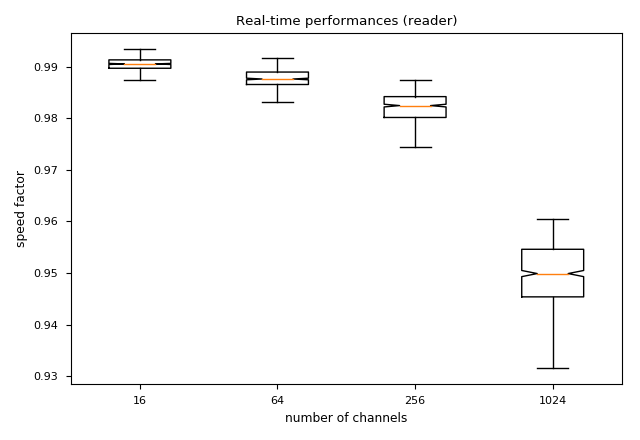 Real-time performances (reader)
speed factor
0.99
0.98
0.97
0.96
0.95
0.94
0.93
16 64 256 1024
number of channels